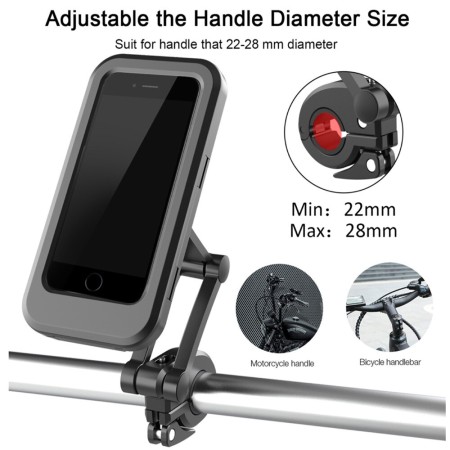 Adjustable the Handle Diameter Size
Suit for handle that 22-28 mm diameter
Min: 22mm
Max: 28mm
Motorcycle handle
Bicycle handlebar